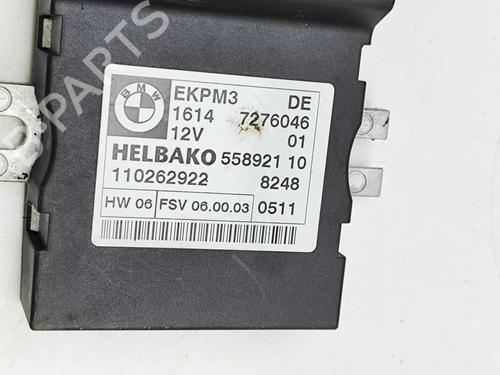 BMW
EKPM3 DE
1614 7276046
12V 01
HELBAKO 558921 10
110262922 8248
HW 06 FSV 06.00.03 0511
PARTS